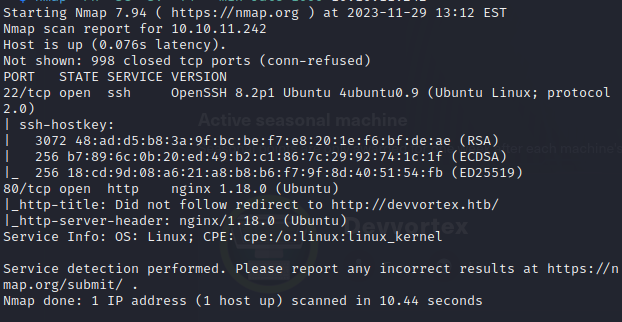 Starting Nmap 7.94 ( https://nmap.org ) at 2023-11-29 13:12 EST
Nmap scan report for 10.10.11.242
Host is up (0.076s latency).
Not shown: 998 closed tcp ports (conn-refused)
PORT   STATE SERVICE VERSION
22/tcp open  ssh     OpenSSH 8.2p1 Ubuntu 4ubuntu0.9 (Ubuntu Linux; protocol
2.0)
Active seasonal machine
| ssh-hostkey:
|   3072 48:ad:d5:b8:3a:9f:bc:be:f7:e8:20:1e:f6:bf:de:ae (RSA)
|   256 b7:89:6c:0b:20:ed:49:b2:c1:86:7c:29:92:74:1c:1f (ECDSA)
|_  256 18:cd:9d:08:a6:21:a8:b8:b6:f7:9f:8d:40:51:54:fb (ED25519)
80/tcp open  http    nginx 1.18.0 (Ubuntu)
|_http-title: Did not follow redirect to http://devvortex.htb/
|_http-server-header: nginx/1.18.0 (Ubuntu)
Devvortex
Service Info: OS: Linux; CPE: cpe:/o:linux:linux_kernel
Service detection performed. Please report any incorrect results at https://n
map.org/submit/ .
Nmap done: 1 IP address (1 host up) scanned in 10.44 seconds